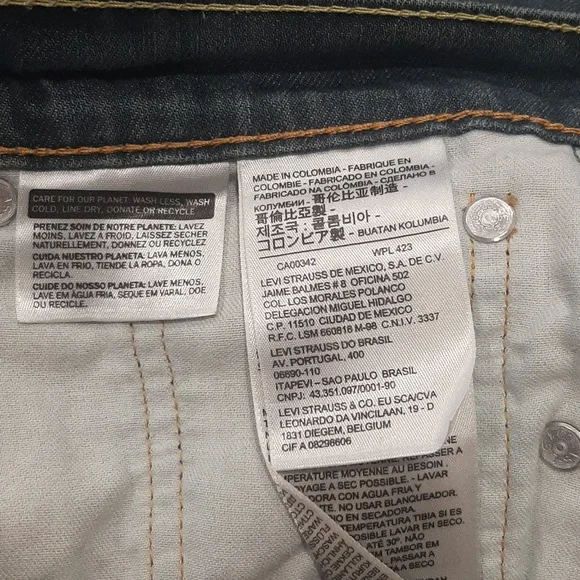 CARE FOR OUR PLANET: WASH LESS, WASH
COLD, LINE DRY, DONATE OR RECYCLE
PRENEZ SOIN DE NOTRE PLANETE: LAVEZ
MOINS, LAVEZ A FROID, LAISSEZ SECHER
NATURELLEMENT, DONNEZ OU RECYCLEZ
CUIDA NUESTRO PLANETA: LAVA MENOS,
LAVA EN FRIO, TIENDE LA ROPA, DONA O
RECICLA.
CUIDE DO NOSSO PLANETA: LAVE MENOS,
LAVE EM ÁGUA FRIA, SEQUE EM VARAL, DOE
OU RECICLE.
MADE IN COLOMBIA - FABRIQUE EN
COLOMBIE - FABRICADO EN COLOMBIA -
FABRICADO NA COLÔMBIA - СДЕЛАНО В
КОЛУМБИИ - 哥伦比亚制造 -
哥倫比亞製 -
제조국: 콜롬비아 -
コロンビア製 - BUATAN KOLUMBIA
CA00342 WPL 423
LEVI STRAUSS DE MEXICO, S.A. DE C.V.
JAIME BALMES # 8 OFICINA 502
COL. LOS MORALES POLANCO
DELEGACION MIGUEL HIDALGO
C.P. 11510 CIUDAD DE MEXICO
R.F.C. LSM 660818 M-98 C.N.I.V. 3337
LEVI STRAUSS DO BRASIL
AV. PORTUGAL, 400
06690-110
ITAPEVI - SAO PAULO BRASIL
CNPJ: 43.351.097/0001-90
LEVI STRAUSS & CO. EU SCA/CVA
LEONARDO DA VINCILAAN, 19 - D
1831 DIEGEM, BELGIUM
CIF A 08298606
TEMPERATURE MOYENNE AU BESOIN
SEC POSSIBLE. - LAVAR
CON AGUA FRIA Y
NO USAR BLANQUEADOR.
TEMPERATURA TIBIA SI ES
LAVAR EN SECO.
30°. NÃO
EM TAMBOR EM
PASSAR A